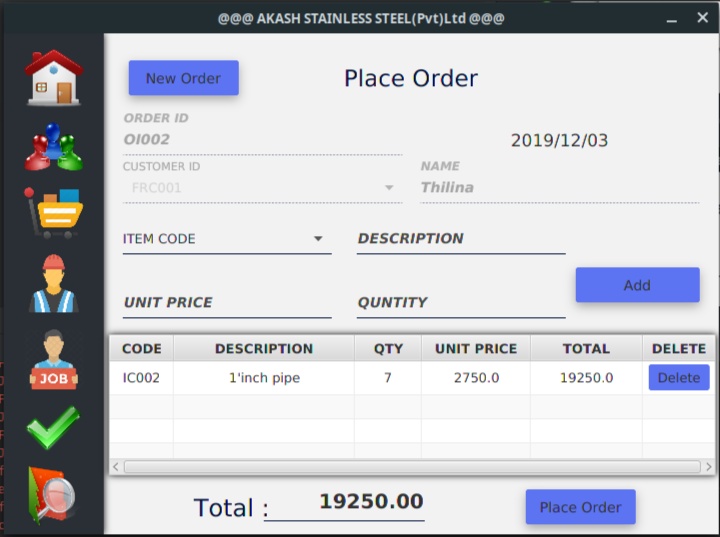 @@@ AKASH STAINLESS STEEL(Pvt)Ltd @@@
New Order
Place Order
ORDER ID
OI002
2019/12/03
CUSTOMER ID
NAME
FRC001
Thilina
ITEM CODE
DESCRIPTION
Add
UNIT PRICE
QUNTITY
CODE DESCRIPTION QTY UNIT PRICE TOTAL DELETE
IC002 1'inch pipe 7 2750.0 19250.0 Delete
JOB
Total : 19250.00
Place Order